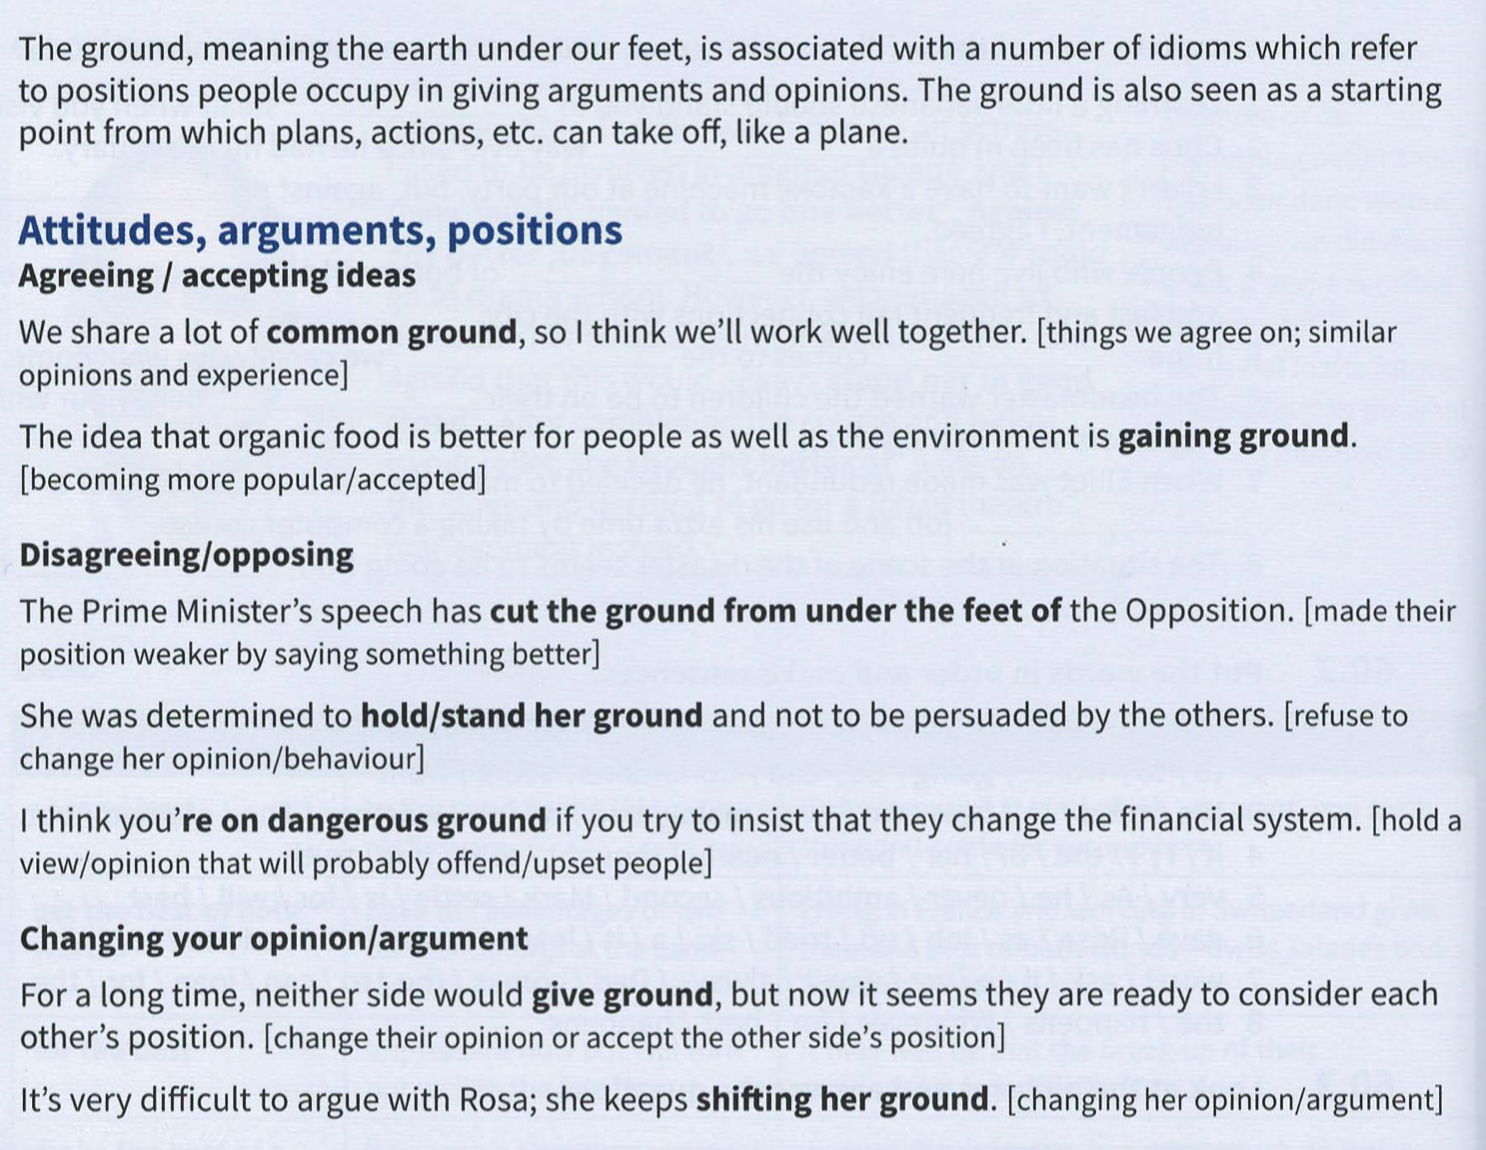 The ground, meaning the earth under our feet, is associated with a number of idioms which refer
to positions people occupy in giving arguments and opinions. The ground is also seen as a starting
point from which plans, actions, etc. can take off, like a plane.
Attitudes, arguments, positions
Agreeing / accepting ideas
We share a lot of common ground, so I think we’ll work well together. [things we agree on; similar
opinions and experience]
The idea that organic food is better for people as well as the environment is gaining ground.
[becoming more popular/accepted]
Disagreeing/opposing
The Prime Minister’s speech has cut the ground from under the feet of the Opposition. [made their
position weaker by saying something better]
She was determined to hold/stand her ground and not to be persuaded by the others. [refuse to
change her opinion/behaviour]
I think you’re on dangerous ground if you try to insist that they change the financial system. [hold a
view/opinion that will probably offend/upset people]
Changing your opinion/argument
For a long time, neither side would give ground, but now it seems they are ready to consider each
other’s position. [change their opinion or accept the other side’s position]
It’s very difficult to argue with Rosa; she keeps shifting her ground. [changing her opinion/argument]